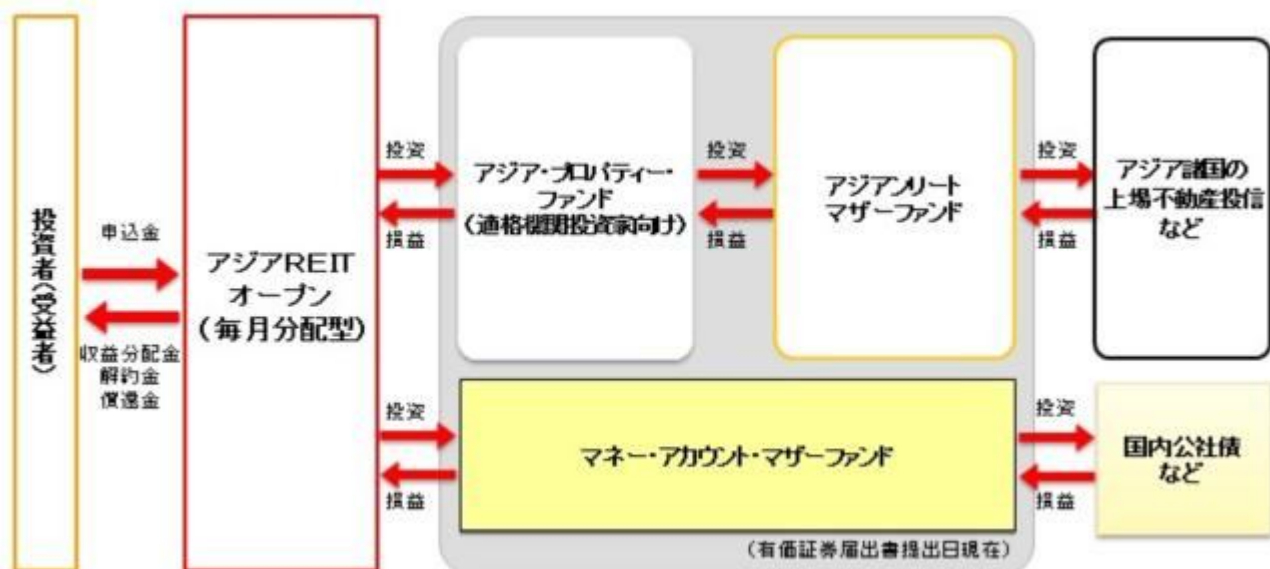 投資者(受益者)
申込金
収益分配金
解約金
償還金
アジアREIT
オープン
(毎月分配型)
投資
損益
アジア・プロパティー・
ファンド
(適格機関投資家向け)
投資
損益
アジアンリート
マザーファンド
投資
損益
アジア諸国の
上場不動産投信
など
投資
損益
マネー・アカウント・マザーファンド
投資
損益
国内公社債
など
(有価証券届出書提出日現在)